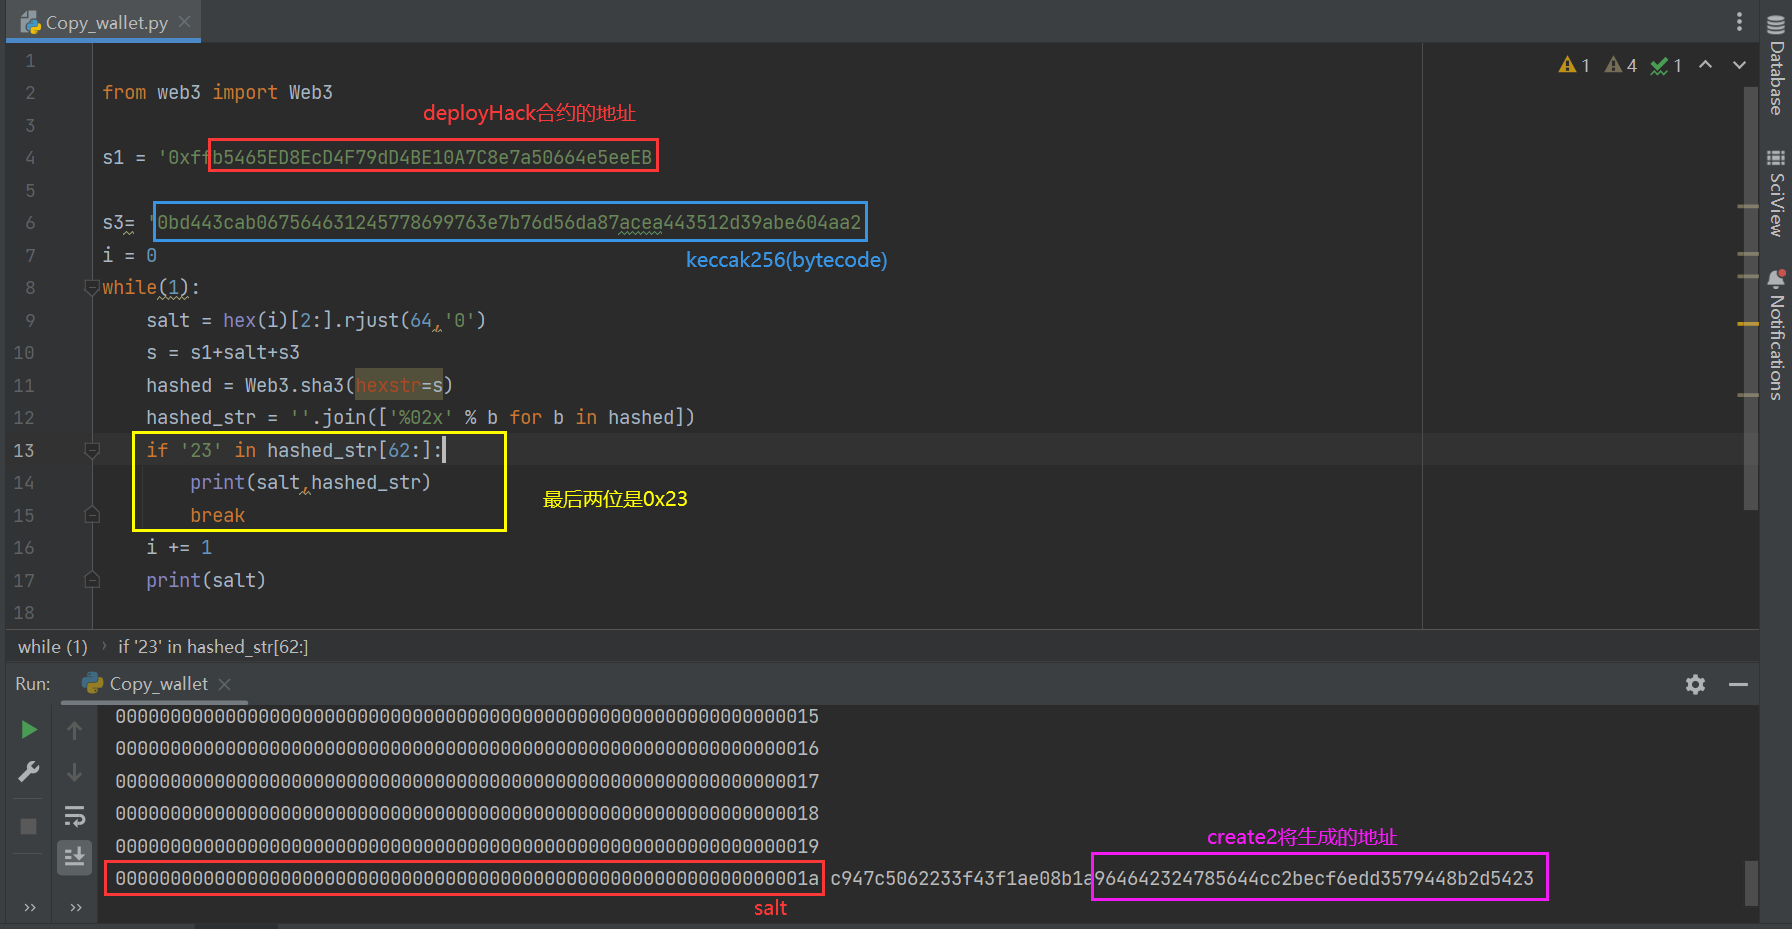 Copy_wallet.py
1
2 from web3 import Web3
deployHack合约的地址
3
4 s1 = '0xffb5465ED8EcD4F79dD4BE10A7C8e7a50664e5eeEB
5
6 s3= '0bd443cab0675646312457786997​63e7b76d56da87acea443512d39abe604aa2
7 i = 0
keccak256(bytecode)
8 while(1):
9 salt = hex(i)[2:].rjust(64,'0')
10 s = s1+salt+s3
11 hashed = Web3.sha3(hexstr=s)
12 hashed_str = ''.join(['%02x' % b for b in hashed])
13 if '23' in hashed_str[62:]:
14 print(salt,hashed_str)
最后两位是0x23
15 break
16 i += 1
17 print(salt)
18
1 4 1
Database
SciView
Notifications
while (1) › if '23' in hashed_str[62:]
Run: Copy_wallet
0000000000000000000000000000000000000000000000000000000000000015
0000000000000000000000000000000000000000000000000000000000000016
0000000000000000000000000000000000000000000000000000000000000017
0000000000000000000000000000000000000000000000000000000000000018
0000000000000000000000000000000000000000000000000000000000000019
create2将生成的地址
000000000000000000000000000000000000000000000000000000000000001a c947c5062233f43f1ae08b1a964642324785644cc2becf6edd3579448b2d5423
salt